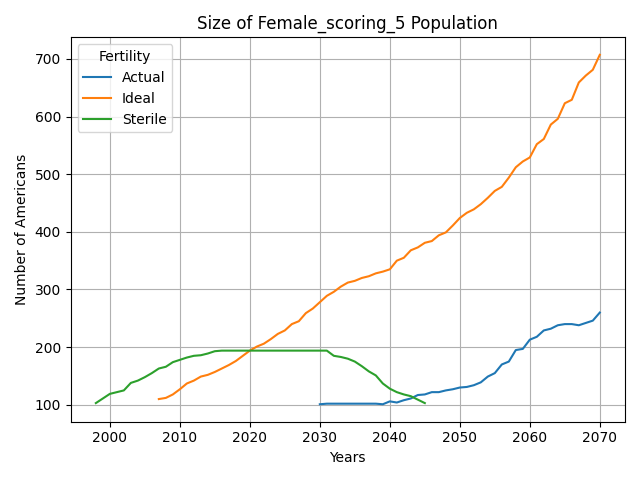 Size of Female_scoring_5 Population
Fertility
Actual
Ideal
Sterile
Number of Americans
700
600
500
400
300
200
100
2000 2010 2020 2030 2040 2050 2060 2070
Years